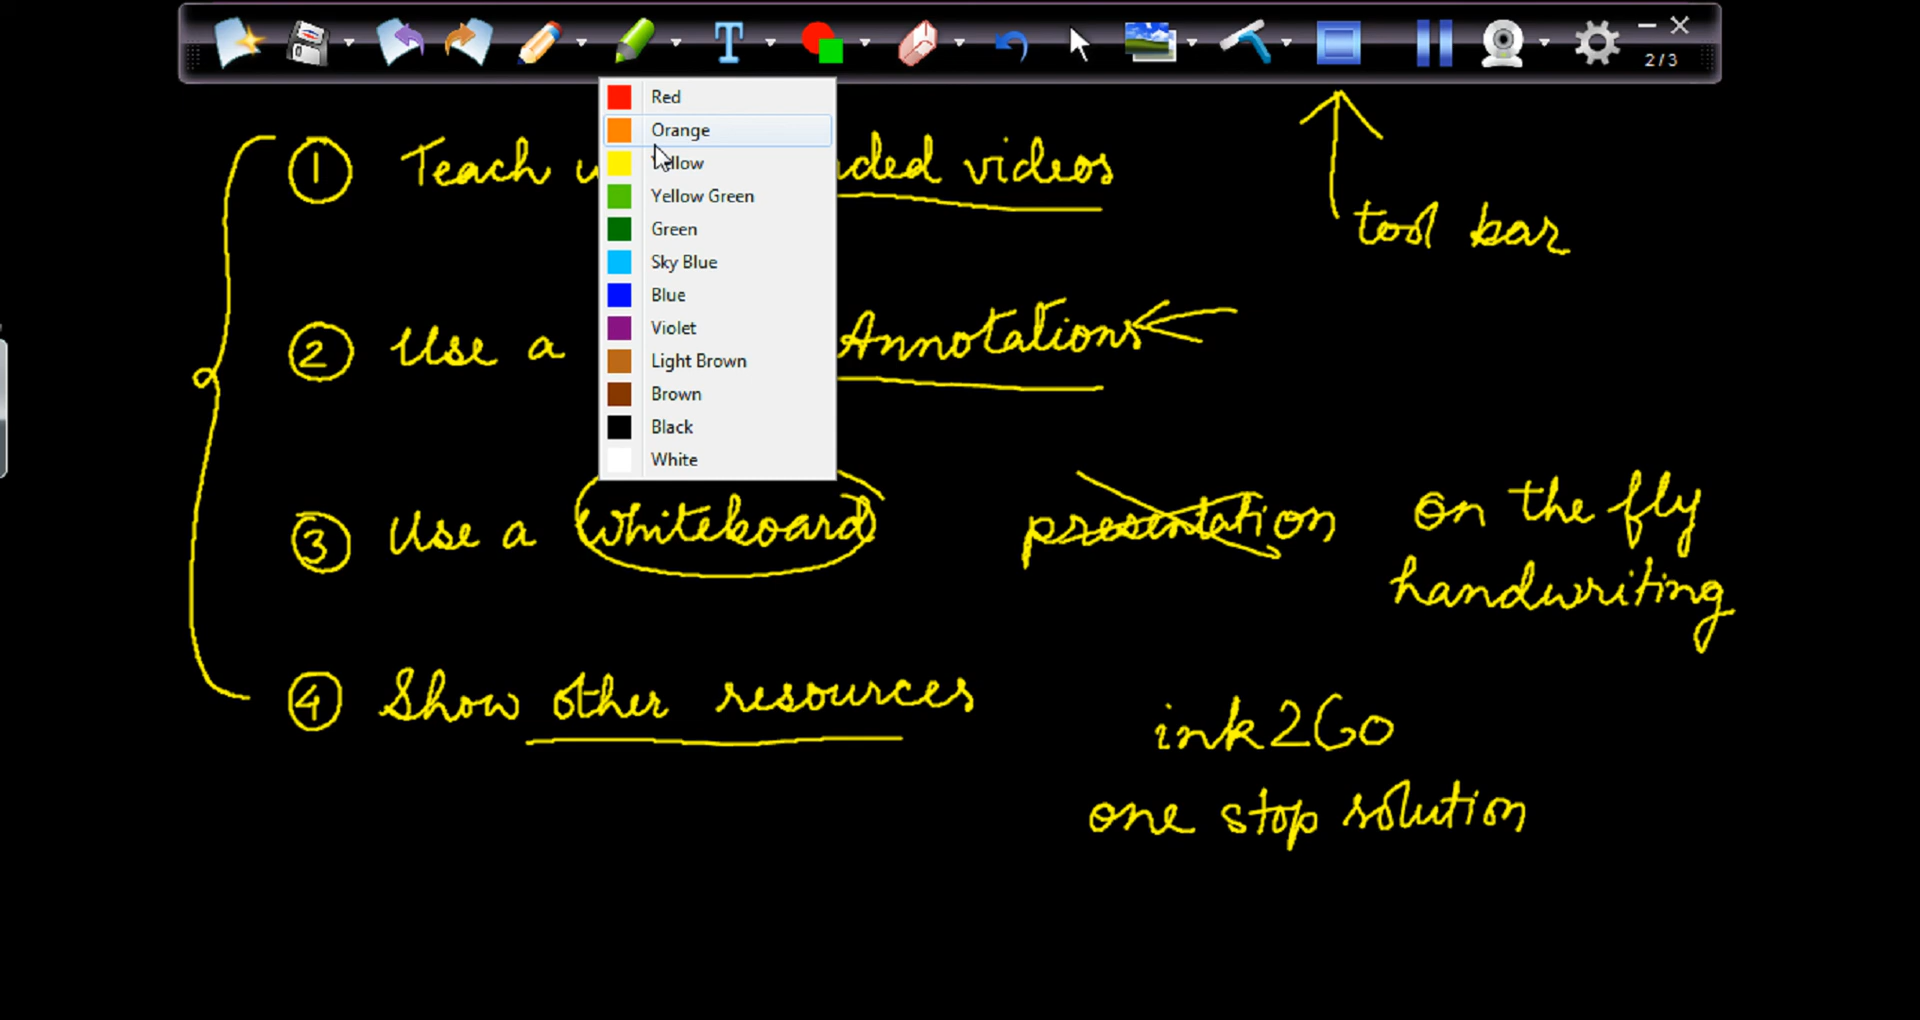 2/3
Red
Orange
Yellow
Yellow Green
Green
Sky Blue
Blue
Violet
Light Brown
Brown
Black
White
1 Teach videos
tool bar
2 Use a Annotations
3 Use a whiteboard presentation on the fly
handwriting
4 Show other resources
ink2Go
one stop solution